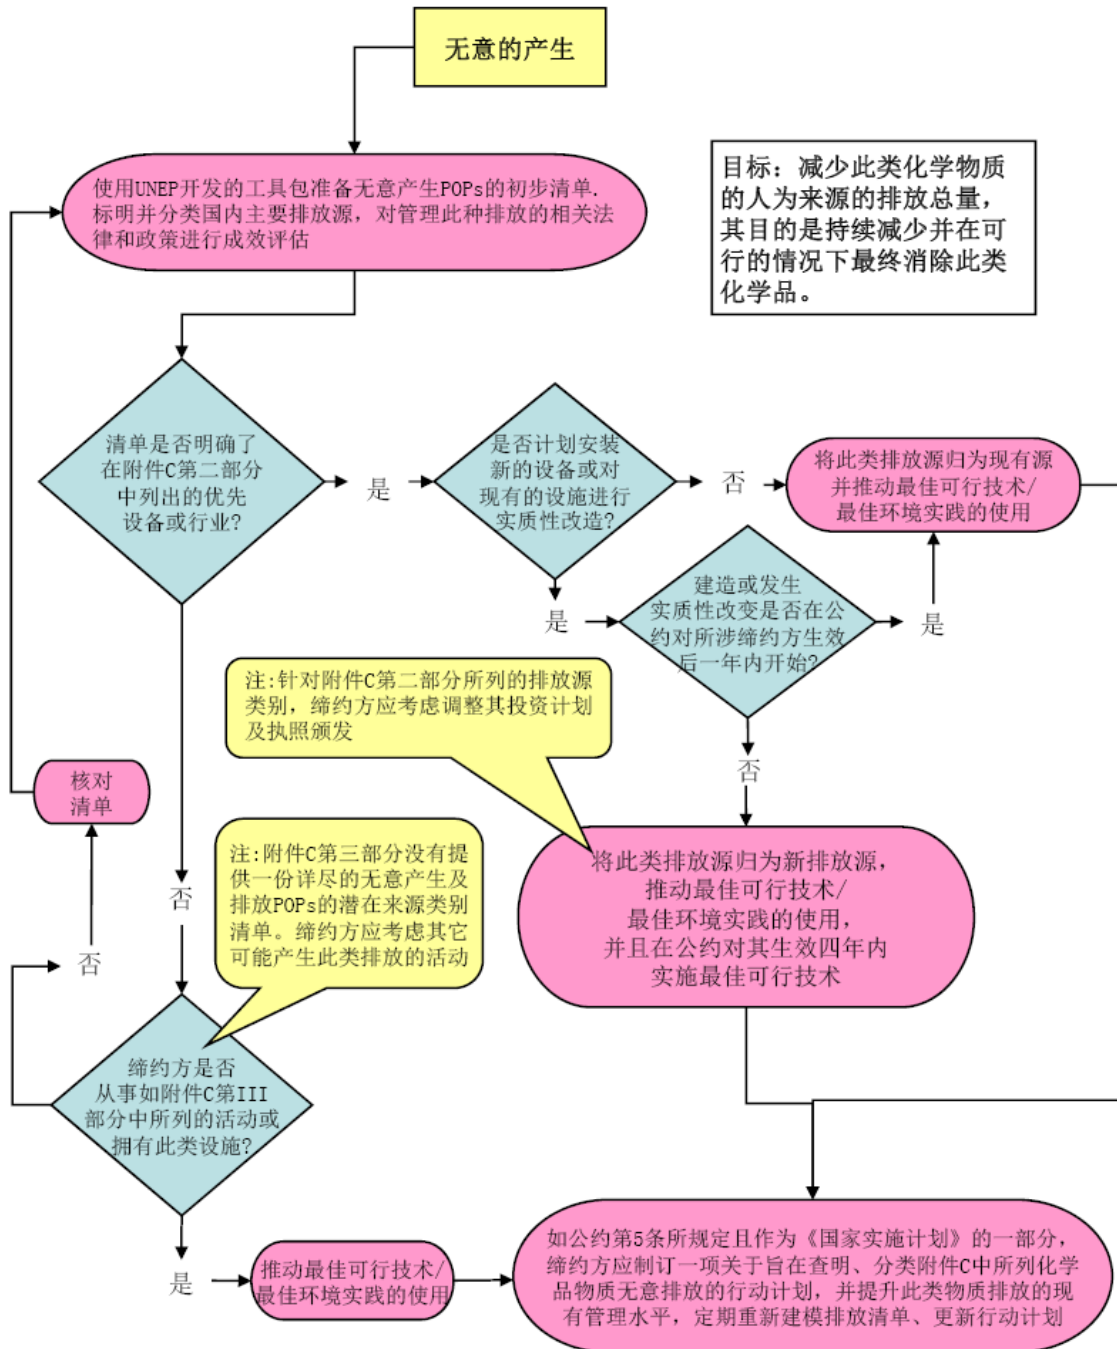 无意的产生
使用UNEP开发的工具包准备无意产生POPs的初步清单.
标明并分类国内主要排放源，对管理此种排放的相关法
律和政策进行成效评估
目标：减少此类化学物质
的人为来源的排放总量，
其目的是持续减少并在可
行的情况下最终消除此类
化学品。
清单是否明确了
在附件C第二部分
中列出的优先
设备或行业?
是
是否计划安装
新的设备或对
现有的设施进行
实质性改造?
否
将此类排放源归为现有源
并推动最佳可行技术/
最佳环境实践的使用
是
建造或发生
实质性改变是否在公
约对所涉缔约方生效
后一年内开始?
是
注:针对附件C第二部分所列的排放源
类别，缔约方应考虑调整其投资计划
及执照颁发
否
核对
清单
注:附件C第三部分没有提
供一份详尽的无意产生及
排放POPs的潜在来源类别
清单。缔约方应考虑其它
可能产生此类排放的活动
将此类排放源归为新排放源，
推动最佳可行技术/
最佳环境实践的使用，
并且在公约对其生效四年内
实施最佳可行技术
否
否
缔约方是否
从事如附件C第III
部分中所列的活动或
拥有此类设施?
是
推动最佳可行技术/
最佳环境实践的使用
如公约第5条所规定且作为《国家实施计划》的一部分，
缔约方应制订一项关于旨在查明、分类附件C中所列化学
品物质无意排放的行动计划，并提升此类物质排放的现
有管理水平，定期重新建模排放清单、更新行动计划